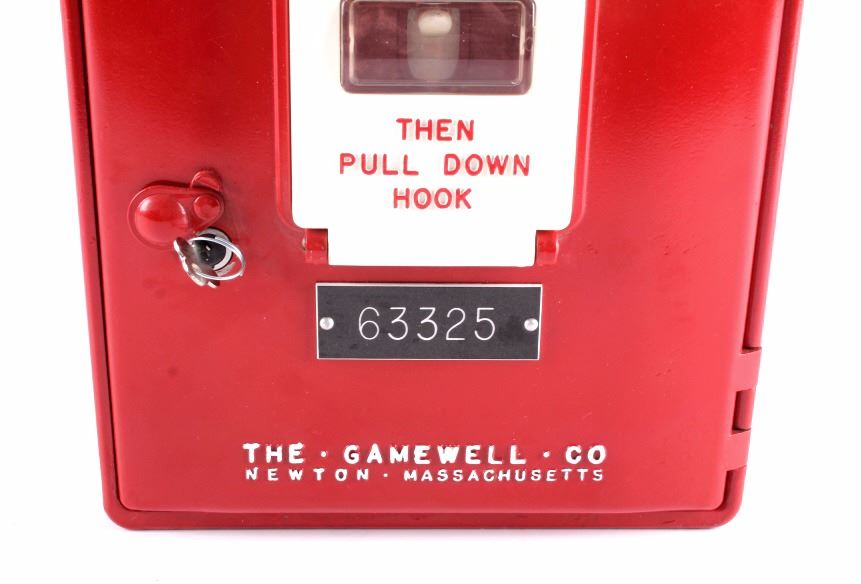 THEN
PULL DOWN
HOOK
63325
THE · GAMEWELL · CO
NEWTON · MASSACHUSETTS